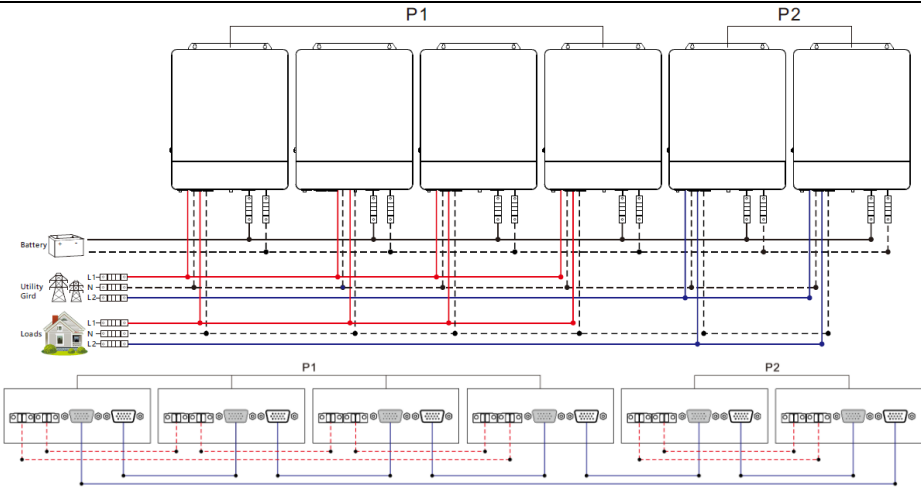 P1
P2
Battery
L1
Utility N
Gird L2
L1
Loads N
L2
P1
P2